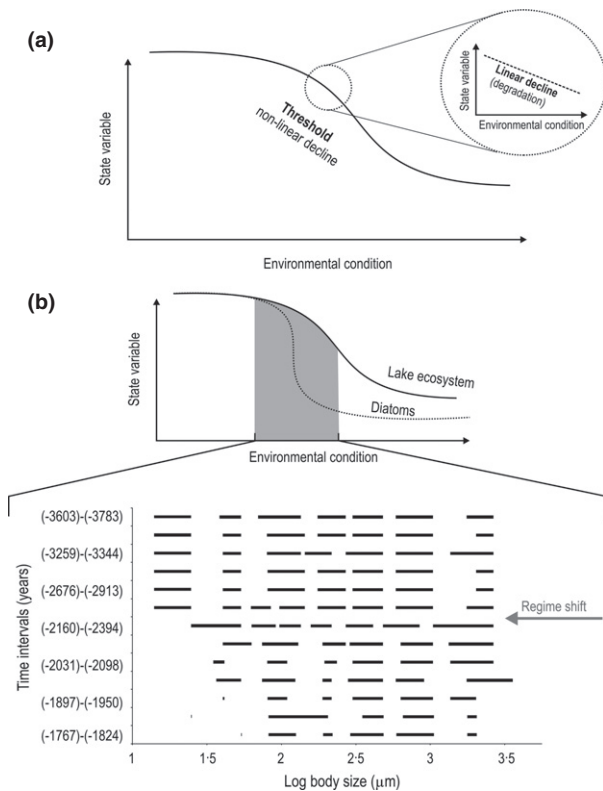 (a)
State variable
Threshold
non-linear decline
Environmental condition
State variable
Linear decline
(degradation)
Environmental condition
(b)
State variable
Lake ecosystem
Diatoms
Environmental condition
Time intervals (years)
(-3603)-(-3783)
(-3259)-(-3344)
(-2676)-(-2913)
(-2160)-(-2394)
(-2031)-(-2098)
(-1897)-(-1950)
(-1767)-(-1824)
Regime shift
1 1·5 2 2·5 3 3·5
Log body size (μm)